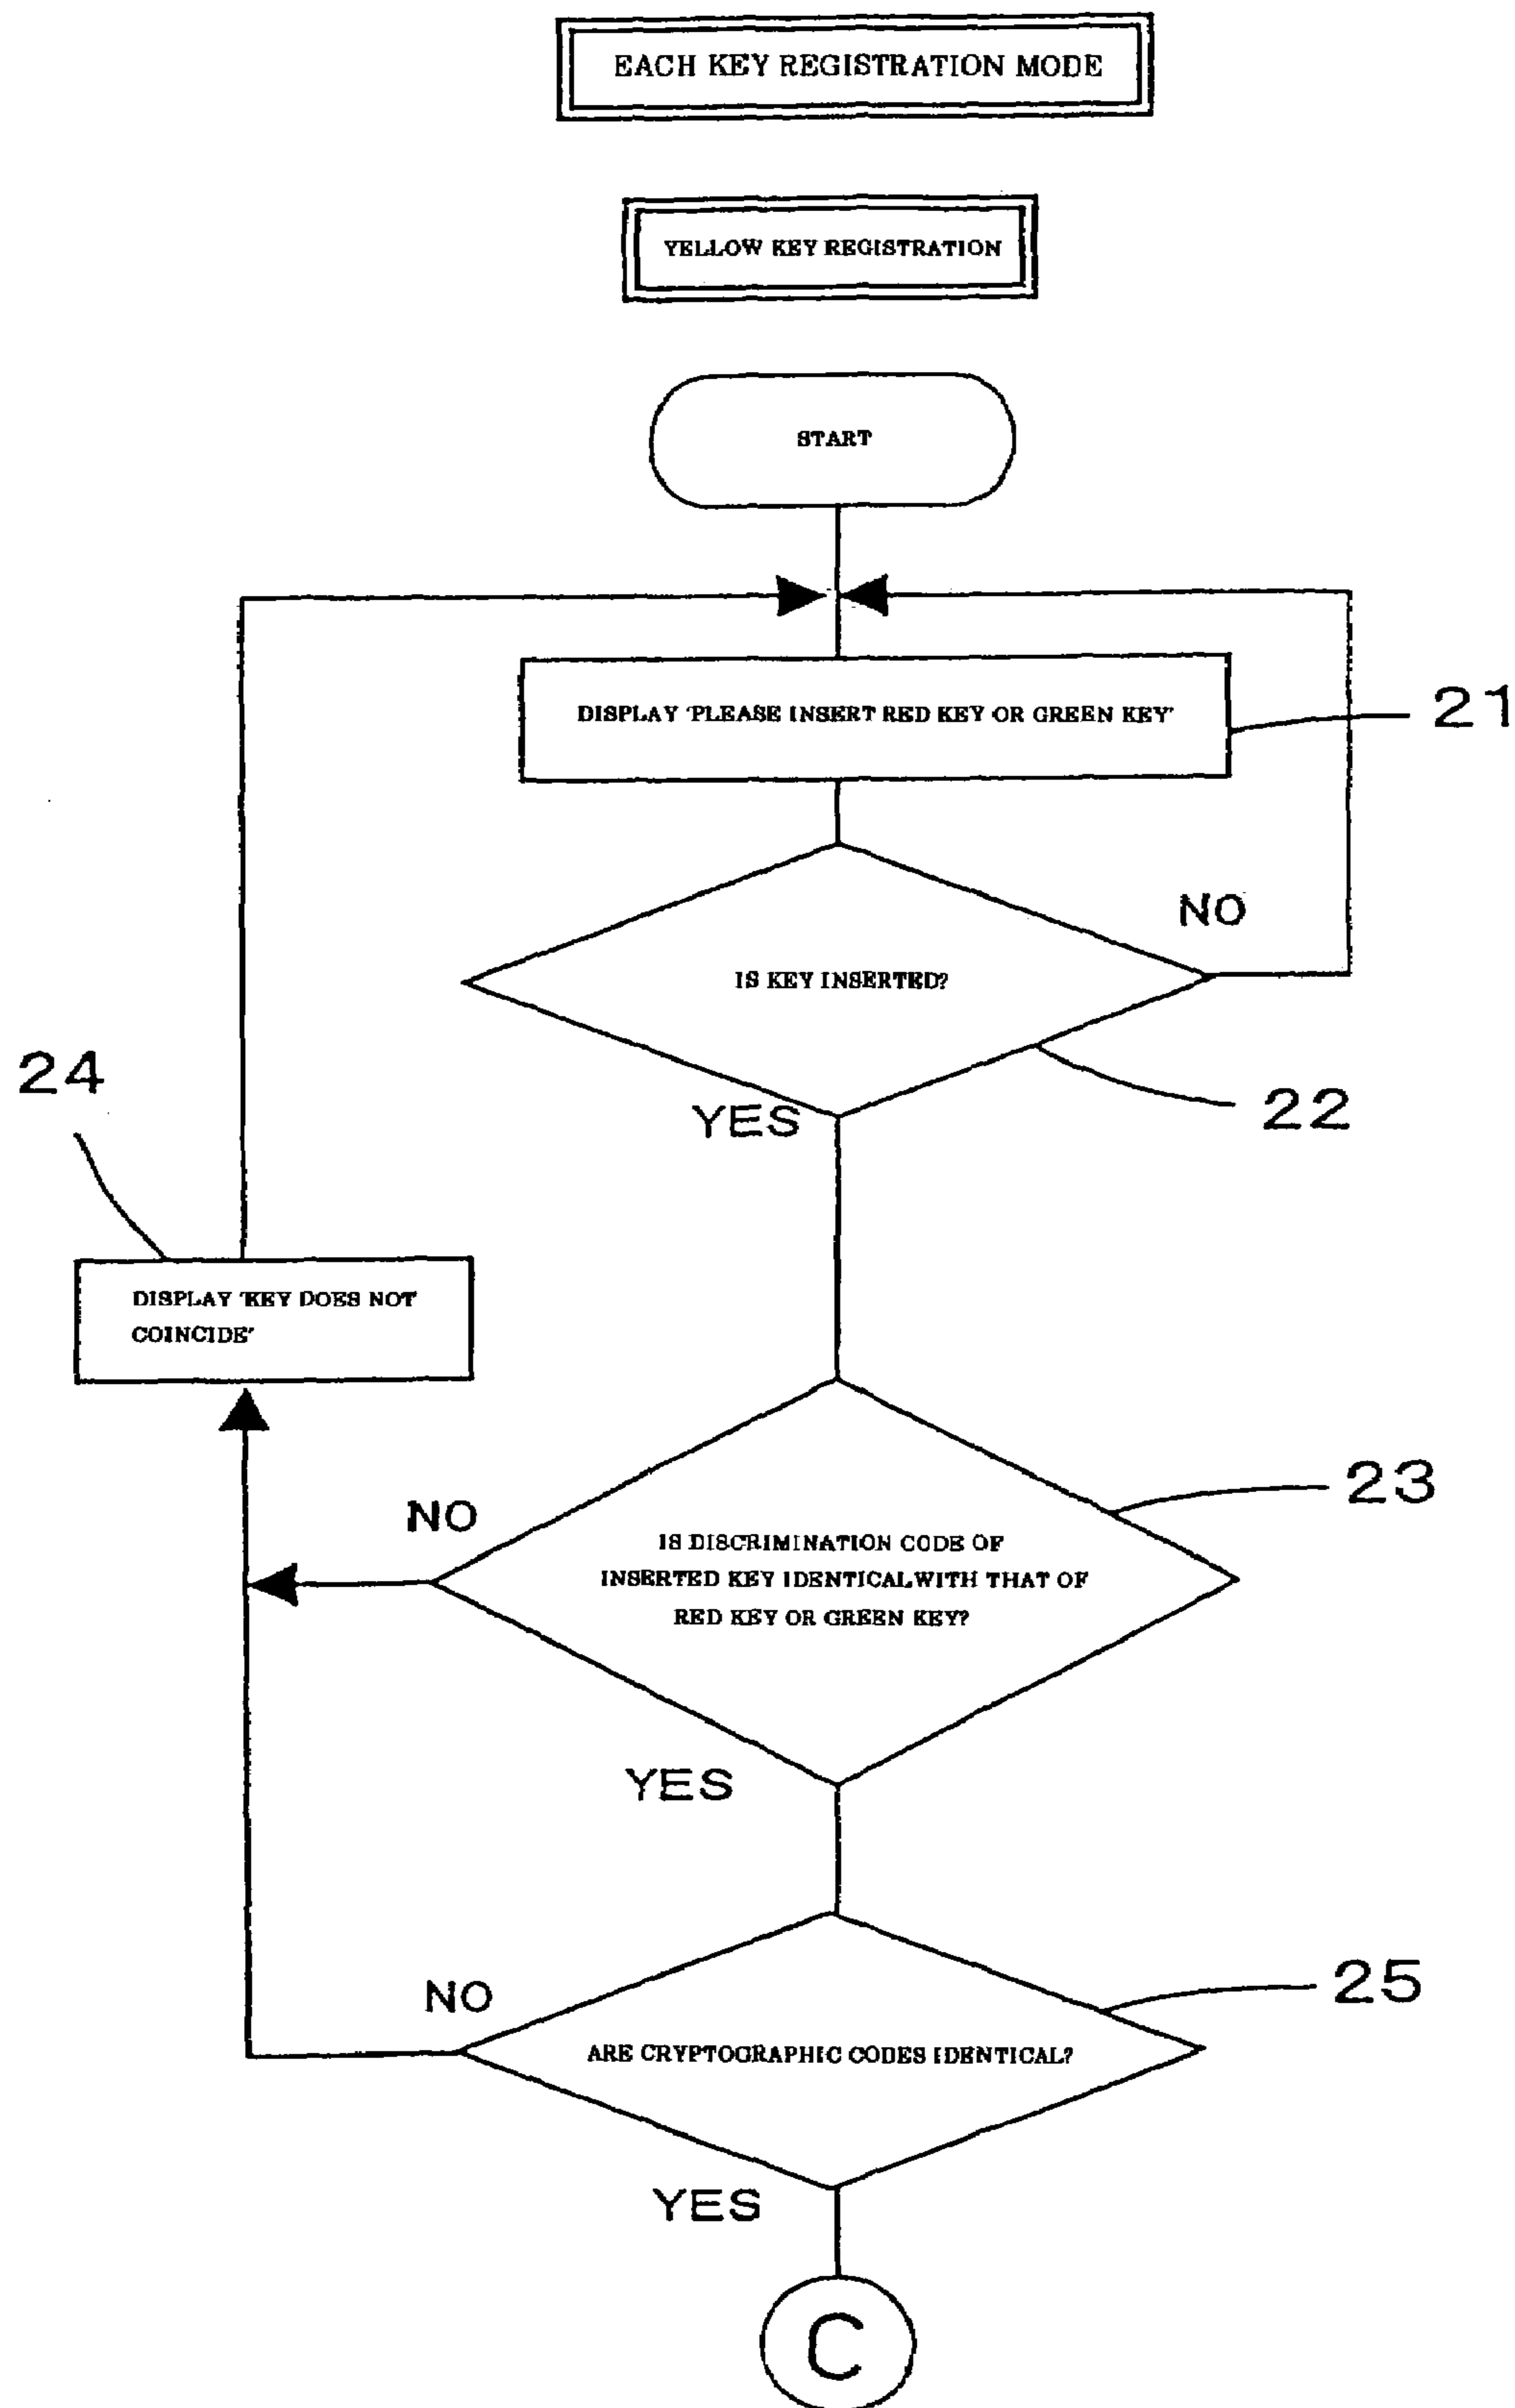 EACH KEY REGISTRATION MODE
YELLOW KEY REGISTRATION
START
DISPLAY 'PLEASE INSERT RED KEY OR GREEN KEY'
21
NO
IS KEY INSERTED?
24
YES
22
DISPLAY 'KEY DOES NOT
COINCIDE'
23
NO
IS DISCRIMINATION CODE OF
INSERTED KEY IDENTICAL WITH THAT OF
RED KEY OR GREEN KEY?
YES
25
NO
ARE CRYPTOGRAPHIC CODES IDENTICAL?
YES
C